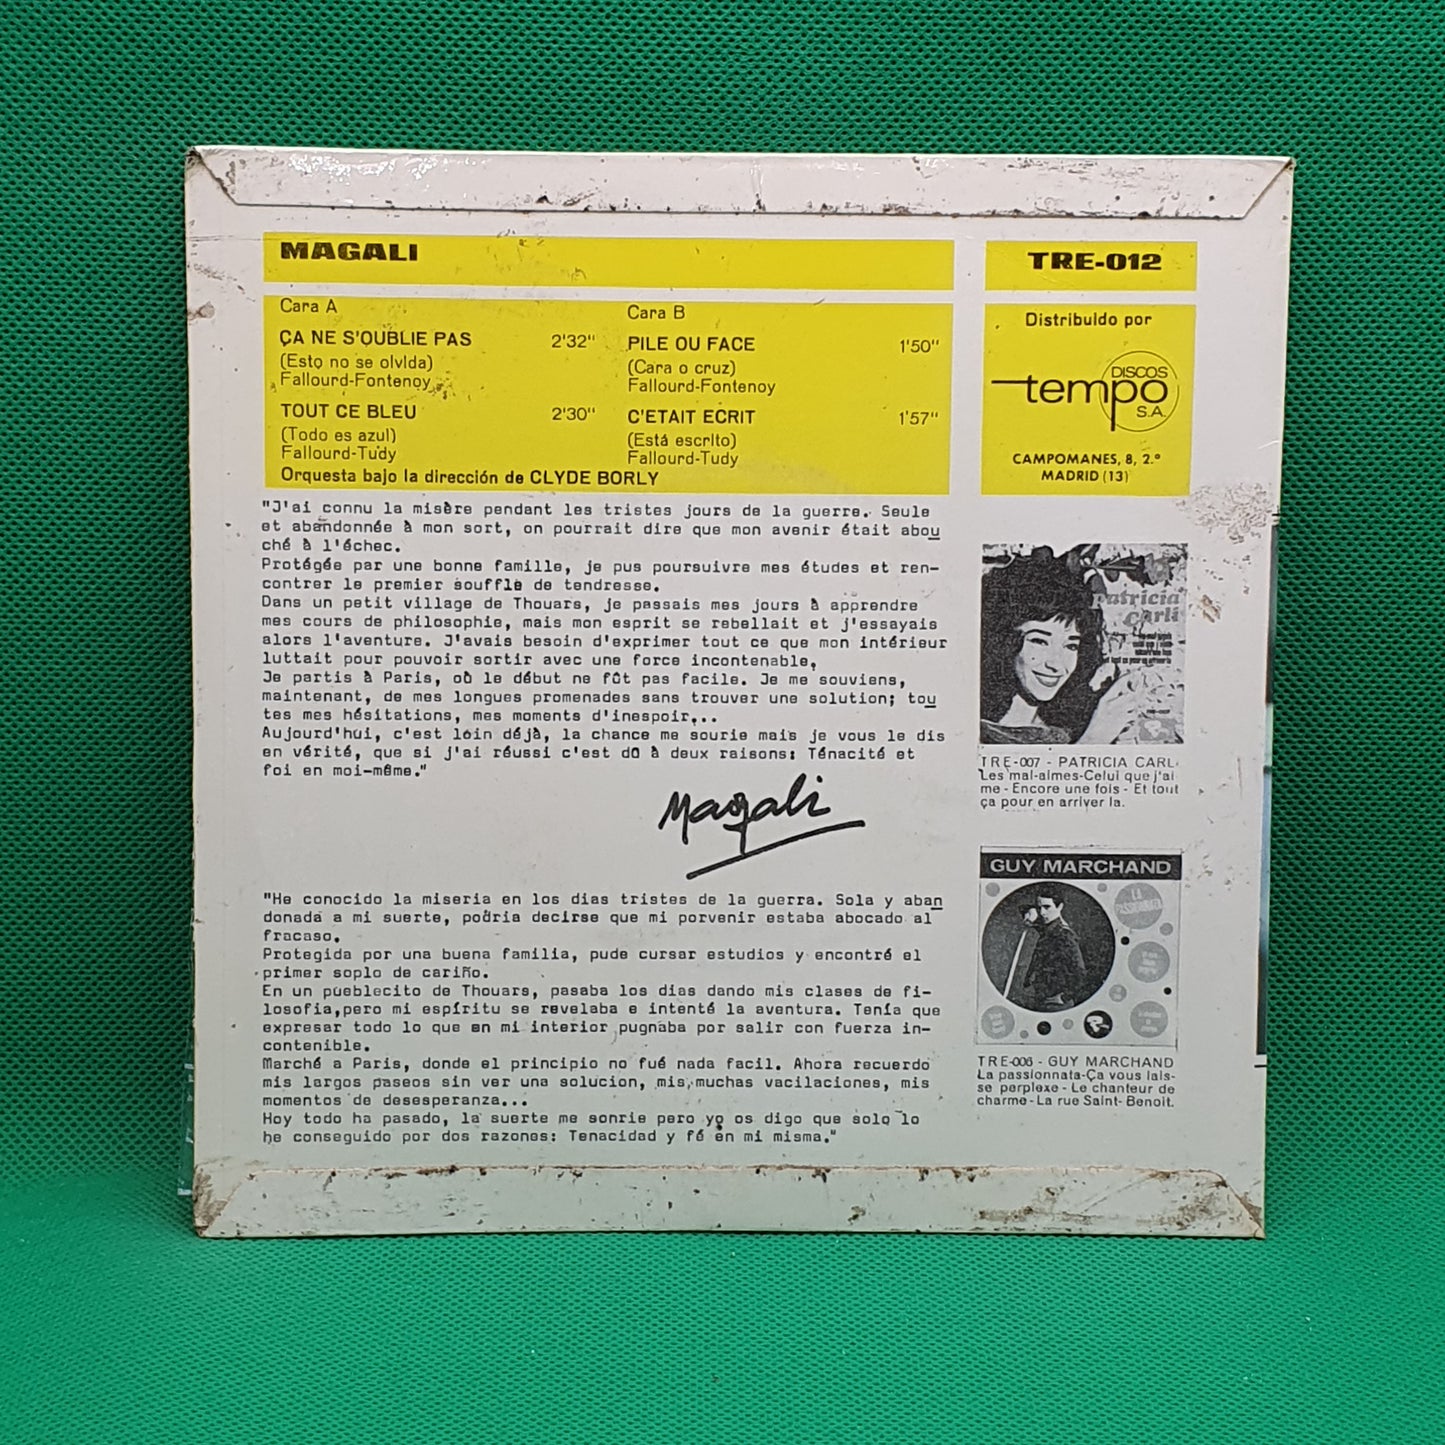 MAGALI
TRE-012
Cara A
ÇA NE S'OUBLIE PAS 2'32"
(Esto no se olvida)
Fallourd-Fontenoy
TOUT CE BLEU 2'30"
(Todo es azul)
Fallourd-Tudy
Cara B
PILE OU FACE 1'50"
(Cara o cruz)
Fallourd-Fontenoy
C'ETAIT ECRIT 1'57"
(Está escrito)
Fallourd-Tudy
Orquesta bajo la dirección de CLYDE BORLY
Distribuído por
DISCOS
tempo
S.A.
CAMPOMANES, 8, 2.º
MADRID (13)
"J'ai connu la misère pendant les tristes jours de la guerre. Seule
et abandonnée à mon sort, on pourrait dire que mon avenir était abou
ché à l'échec.
Protégée par une bonne famille, je pus poursuivre mes études et ren-
contrer le premier souffle de tendresse.
Dans un petit village de Thouars, je passais mes jours à apprendre
mes cours de philosophie, mais mon esprit se rebellait et j'essayais
alors l'aventure. J'avais besoin d'exprimer tout ce que mon intérieur
luttait pour pouvoir sortir avec une force incontenable,
Je partis à Paris, où le début ne fût pas facile. Je me souviens,
maintenant, de mes longues promenades sans trouver une solution; tou
tes mes hésitations, mes moments d'inespoir...
Aujourd'hui, c'est loin déjà, la chance me sourie mais je vous le dis
en vérité, que si j'ai réussi c'est dû à deux raisons: Ténacité et
foi en moi-même."
Magali
"He conocido la miseria en los dias tristes de la guerra. Sola y aban
donada a mi suerte, podria decirse que mi porvenir estaba abocado al
fracaso.
Protegida por una buena familia, pude cursar estudios y encontré el
primer soplo de cariño.
En un pueblecito de Thouars, pasaba los dias dando mis clases de fi-
losofia,pero mi espíritu se revelaba e intenté la aventura. Tenía que
expresar todo lo que en mi interior pugnaba por salir con fuerza in-
contenible.
Marché a Paris, donde el principio no fué nada facil. Ahora recuerdo
mis largos paseos sin ver una solucion, mis muchas vacilaciones, mis
momentos de desesperanza...
Hoy todo ha pasado, la suerte me sonrie pero yo os digo que solo lo
he conseguido por dos razones: Tenacidad y fé en mi misma."
Patricia
Carli
TRE-007 - PATRICIA CARLI
Les mal-aimes-Celui que j'ai
me - Encore une fois - Et tout
ça pour en arriver la.
GUY MARCHAND
LA
PASSIONNATA
TRE-006 - GUY MARCHAND
La passionnata-Ça vous lais-
se perplexe - Le chanteur de
charme - La rue Saint- Benoit.